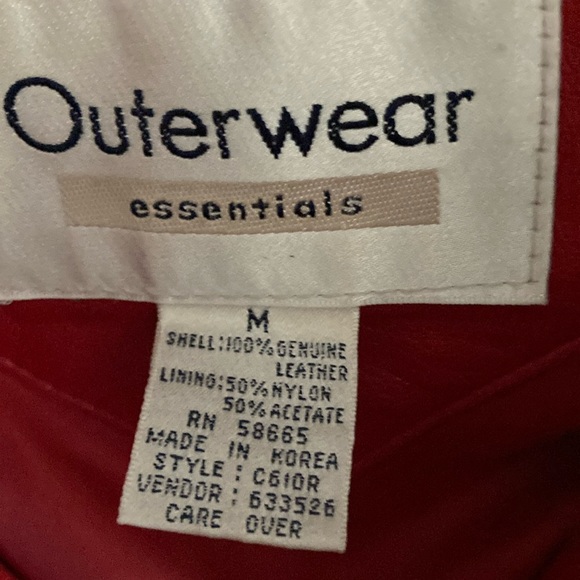 Outerwear
essentials
M
SHELL:100%GENUINE
LEATHER
LINING:50%NYLON
50%ACETATE
RN 58665
MADE IN KOREA
STYLE: C610R
VENDOR: 633526
CARE OVER